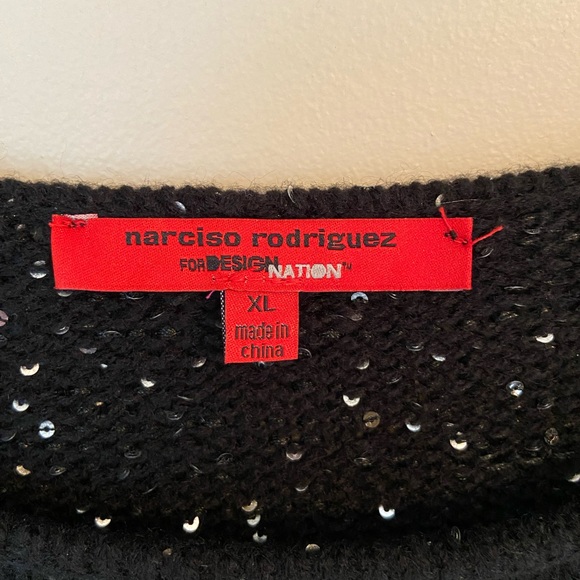 narciso rodriguez
FOR DESIGN NATION™
XL
made in
china